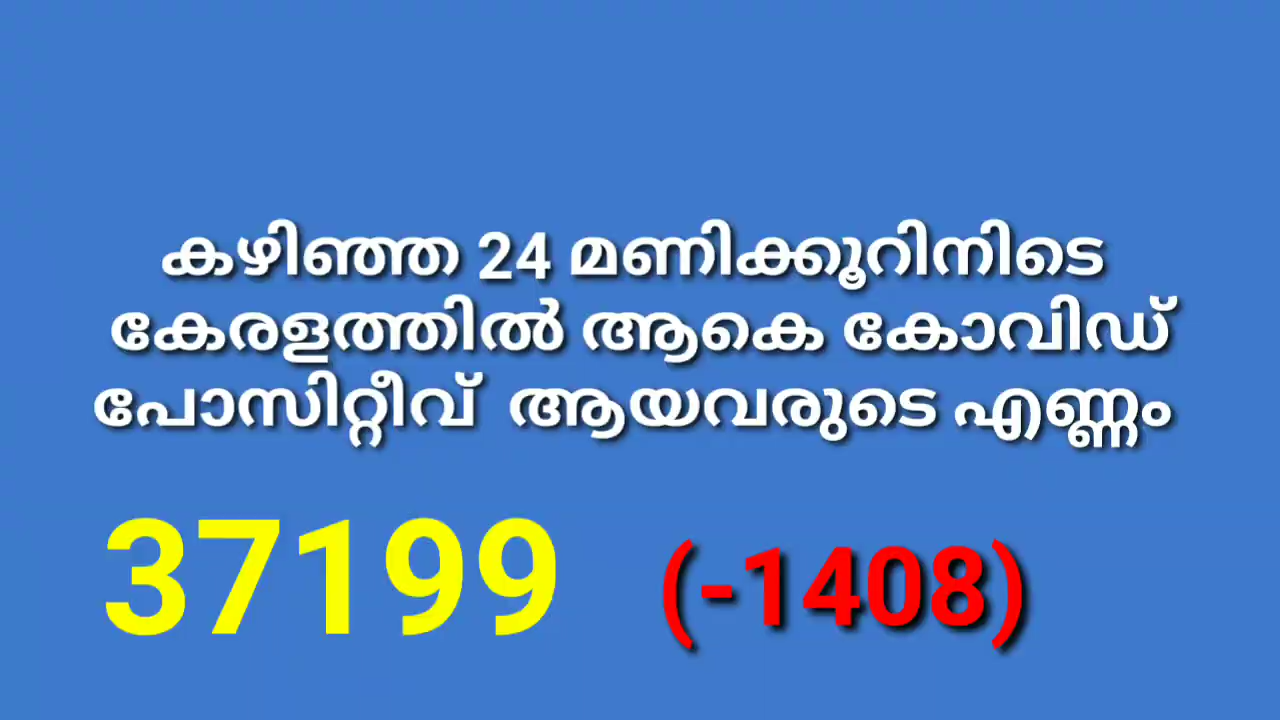 കഴിഞ്ഞ 24 മണിക്കൂറിനിടെ
കേരളത്തിൽ ആകെ കോവിഡ്
പോസിറ്റീവ് ആയവരുടെ എണ്ണം
37199 (-1408)